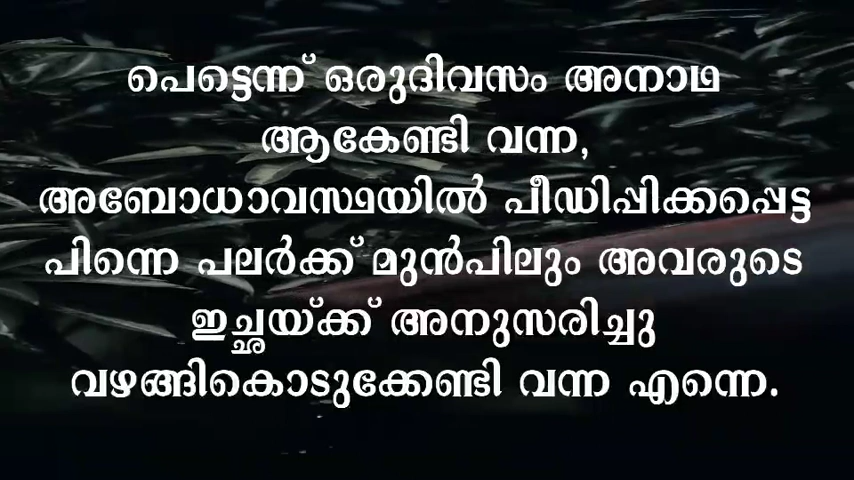 പെട്ടെന്ന് ഒരുദിവസം അനാഥ
ആകേണ്ടി വന്ന,
അബോധാവസ്ഥയിൽ പീഡിപ്പിക്കപ്പെട്ട
പിന്നെ പലർക്ക് മുൻപിലും അവരുടെ
ഇച്ഛയ്ക്ക് അനുസരിച്ചു
വഴങ്ങികൊടുക്കേണ്ടി വന്ന എന്നെ.